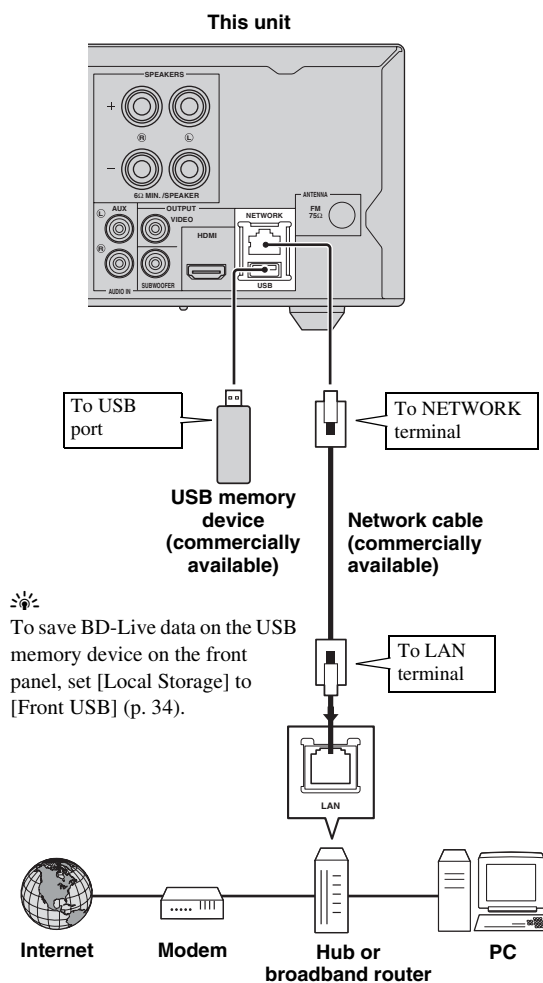 This unit
SPEAKERS
+
R
L
–
6Ω MIN. /SPEAKER
ANTENNA
FM
75Ω
L
AUX
R
AUDIO IN
OUTPUT
VIDEO
SUBWOOFER
HDMI
NETWORK
USB
To USB
port
To NETWORK
terminal
USB memory
device
(commercially
available)
Network cable
(commercially
available)
To save BD-Live data on the USB
memory device on the front
panel, set [Local Storage] to
[Front USB] (p. 34).
To LAN
terminal
LAN
Internet
Modem
Hub or
broadband router
PC